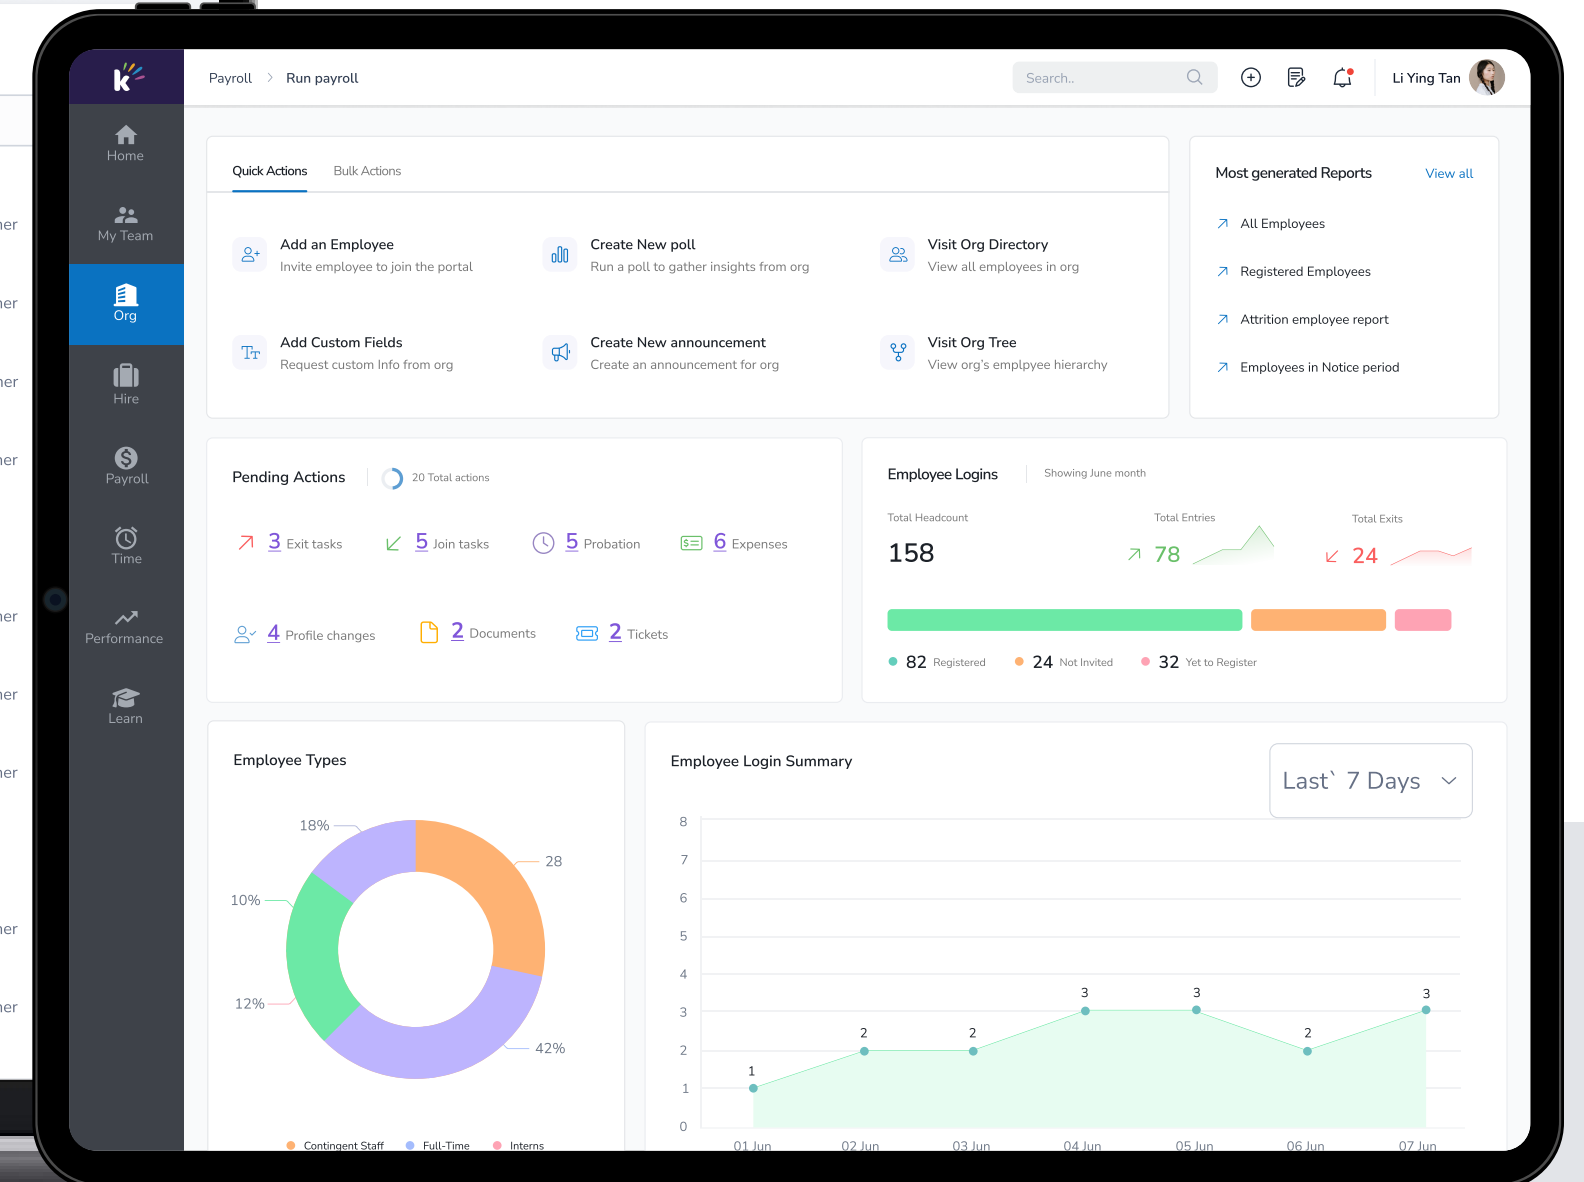 k
Payroll > Run payroll
Search..
Li Ying Tan
Home
My Team
Org
Hire
Payroll
Time
Performance
Learn
Quick Actions
Bulk Actions
Add an Employee
Invite employee to join the portal
Create New poll
Run a poll to gather insights from org
Visit Org Directory
View all employees in org
Add Custom Fields
Request custom Info from org
Create New announcement
Create an announcement for org
Visit Org Tree
View org's emplpyee hierarchy
Most generated Reports
View all
All Employees
Registered Employees
Attrition employee report
Employees in Notice period
Pending Actions
20 Total actions
3 Exit tasks
5 Join tasks
5 Probation
6 Expenses
4 Profile changes
2 Documents
2 Tickets
Employee Logins
Showing June month
Total Headcount
158
Total Entries
78
Total Exits
24
82 Registered
24 Not Invited
32 Yet to Register
Employee Types
18%
28
10%
12%
42%
Contingent Staff
Full-Time
Interns
Employee Login Summary
Last` 7 Days
8
7
6
5
4
3
2
1
0
1
2
2
3
3
2
3
01 Jun
02 Jun
03 Jun
04 Jun
05 Jun
06 Jun
07 Jun